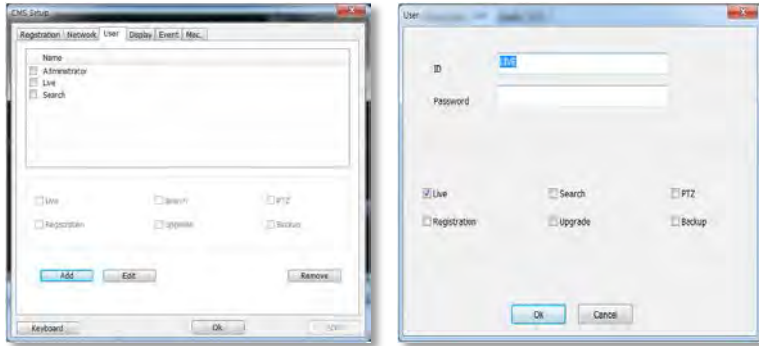 CMS Setup
Registration Network User Display Event Misc.
Name
Administrator
Live
Search
Live Search PTZ
Registration Upgrade Backup
Add Edit Remove
Keyboard Ok
User
ID LIVE
Password
Live Search PTZ
Registration Upgrade Backup
Ok Cancel